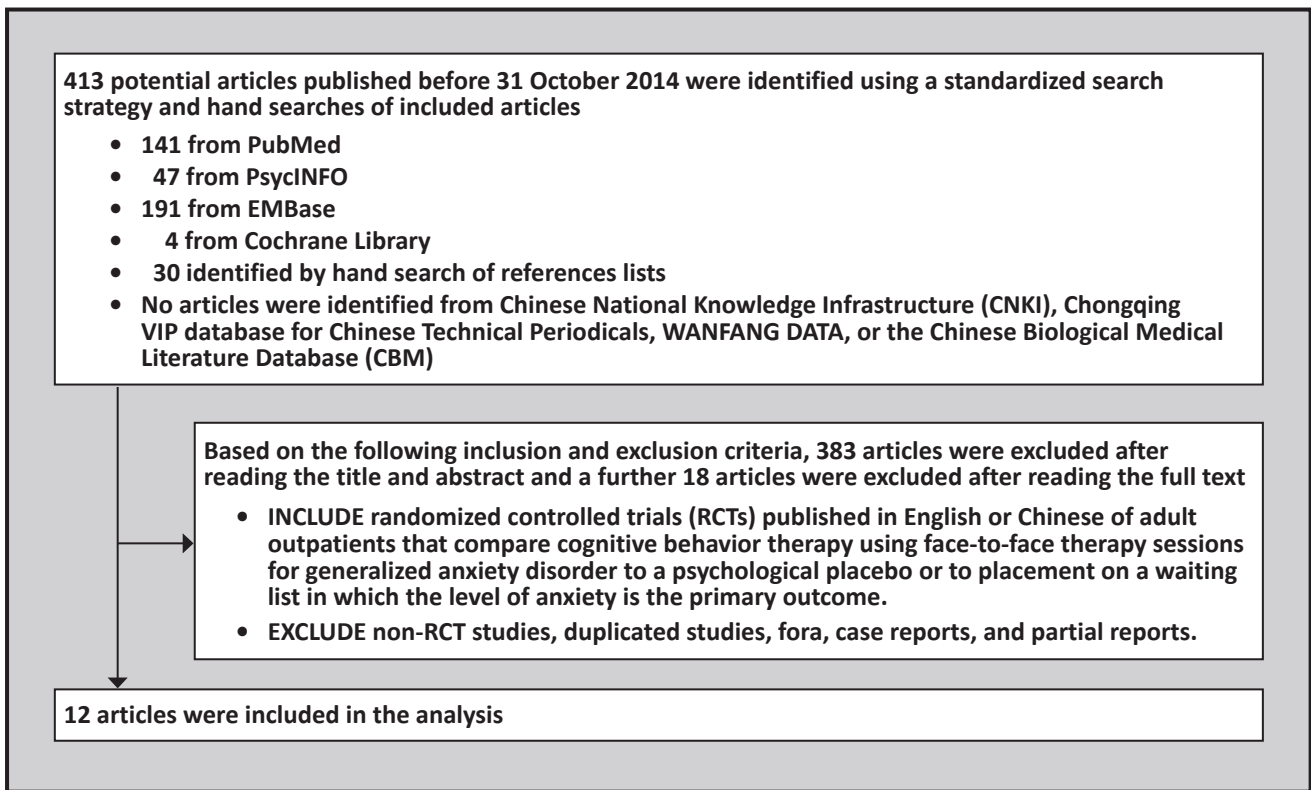 413 potential articles published before 31 October 2014 were identified using a standardized search
strategy and hand searches of included articles
• 141 from PubMed
• 47 from PsycINFO
• 191 from EMBase
• 4 from Cochrane Library
• 30 identified by hand search of references lists
• No articles were identified from Chinese National Knowledge Infrastructure (CNKI), Chongqing
VIP database for Chinese Technical Periodicals, WANFANG DATA, or the Chinese Biological Medical
Literature Database (CBM)
Based on the following inclusion and exclusion criteria, 383 articles were excluded after
reading the title and abstract and a further 18 articles were excluded after reading the full text
• INCLUDE randomized controlled trials (RCTs) published in English or Chinese of adult
outpatients that compare cognitive behavior therapy using face-to-face therapy sessions
for generalized anxiety disorder to a psychological placebo or to placement on a waiting
list in which the level of anxiety is the primary outcome.
• EXCLUDE non-RCT studies, duplicated studies, fora, case reports, and partial reports.
12 articles were included in the analysis